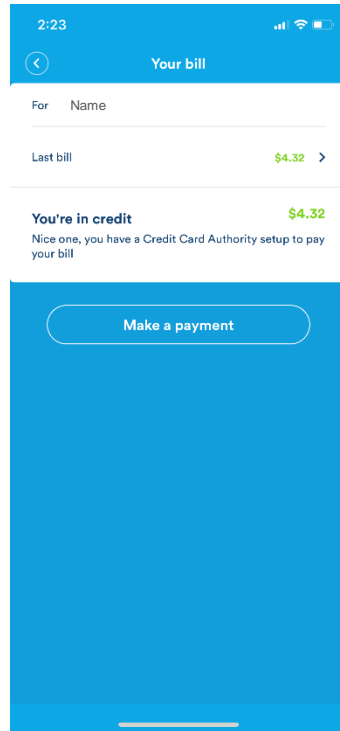 2:23
Your bill
For Name
Last bill $4.32
You're in credit $4.32
Nice one, you have a Credit Card Authority setup to pay
your bill
Make a payment